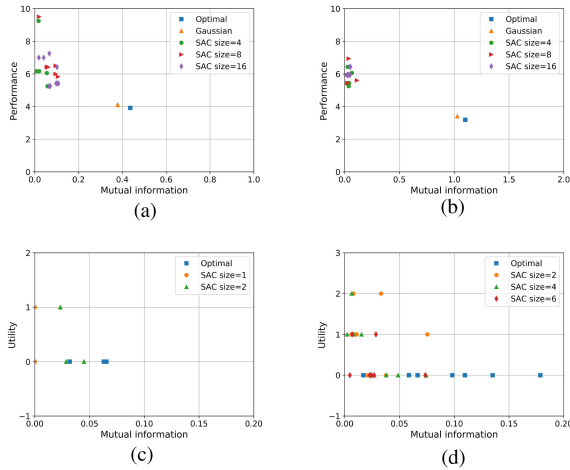 Optimal
Gaussian
SAC size=4
SAC size=8
SAC size=16
Performance
10
8
6
4
2
0
0.0 0.2 0.4 0.6 0.8 1.0
Mutual information
(a)
Optimal
Gaussian
SAC size=4
SAC size=8
SAC size=16
Performance
10
8
6
4
2
0
0.0 0.5 1.0 1.5 2.0
Mutual information
(b)
Optimal
SAC size=1
SAC size=2
Utility
2
1
0
−1
0.00 0.05 0.10 0.15 0.20
Mutual information
(c)
Optimal
SAC size=2
SAC size=4
SAC size=6
Utility
3
2
1
0
−1
0.00 0.05 0.10 0.15 0.20
Mutual information
(d)